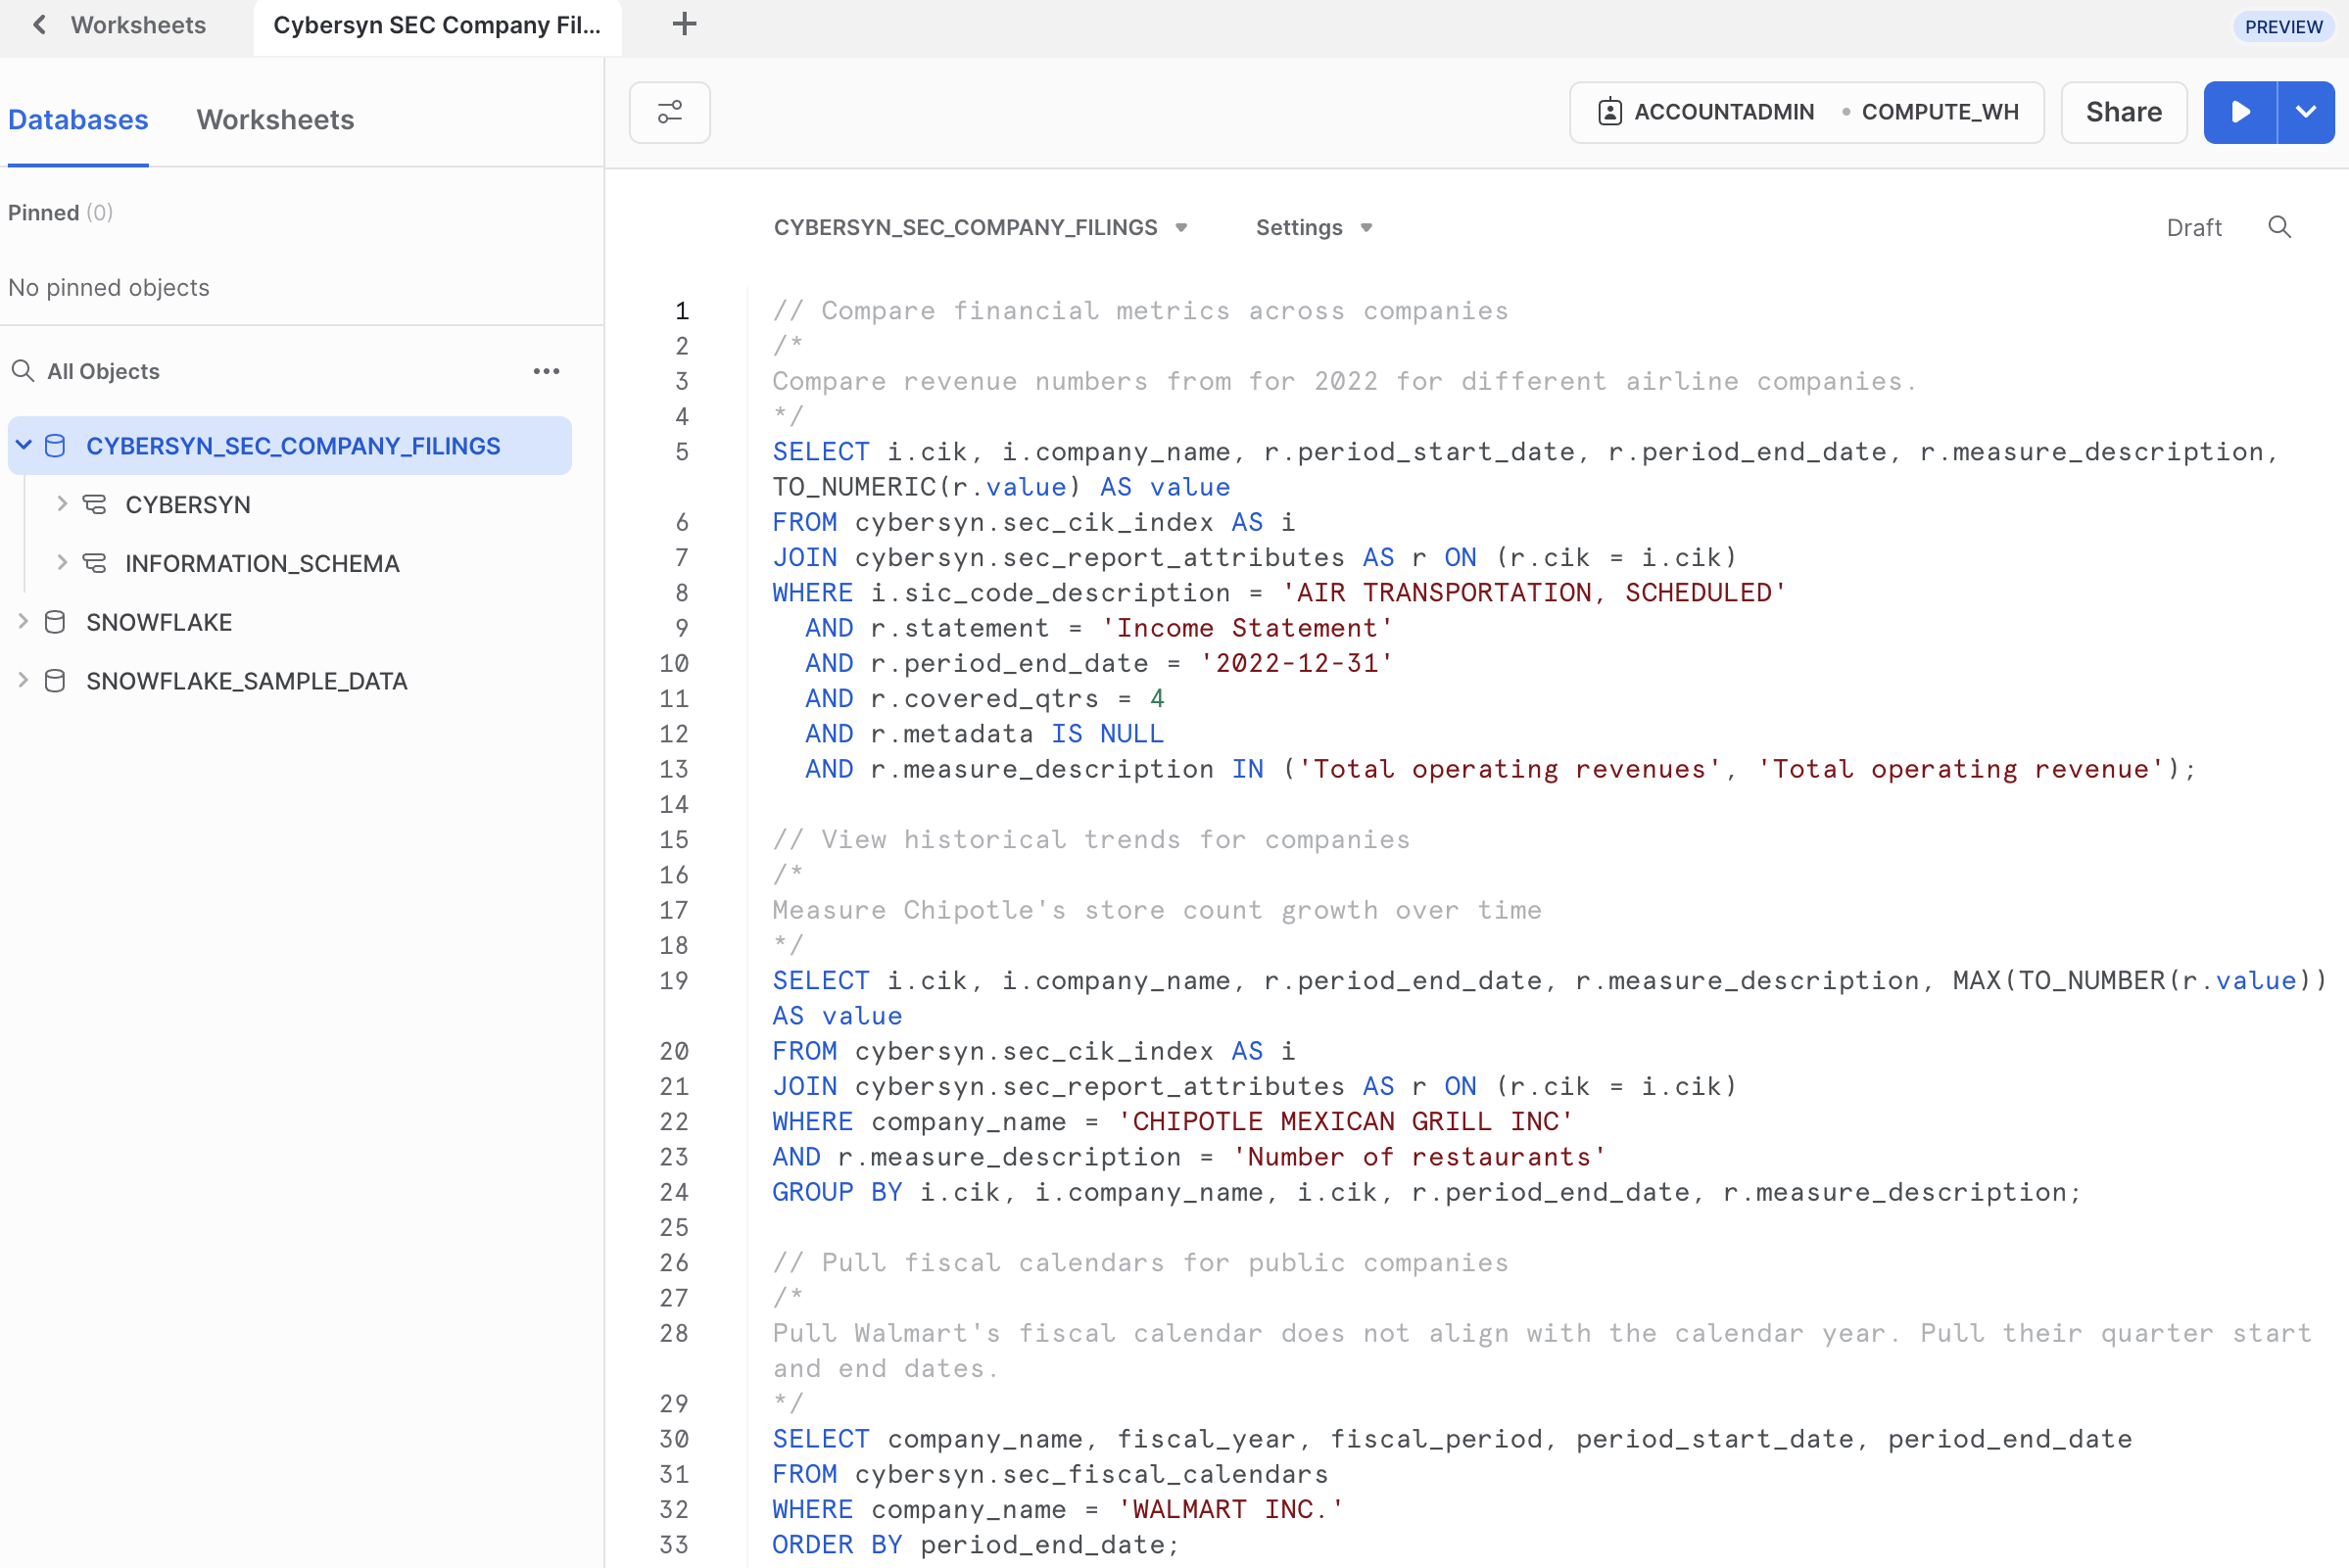 Worksheets
Cybersyn SEC Company Fil...
PREVIEW
Databases
Worksheets
ACCOUNTADMIN • COMPUTE_WH
Share
Pinned (0)
No pinned objects
All Objects
CYBERSYN_SEC_COMPANY_FILINGS
CYBERSYN
INFORMATION_SCHEMA
SNOWFLAKE
SNOWFLAKE_SAMPLE_DATA
CYBERSYN_SEC_COMPANY_FILINGS
Settings
Draft
1 // Compare financial metrics across companies
2 /*
3 Compare revenue numbers from for 2022 for different airline companies.
4 */
5 SELECT i.cik, i.company_name, r.period_start_date, r.period_end_date, r.measure_description,
TO_NUMERIC(r.value) AS value
6 FROM cybersyn.sec_cik_index AS i
7 JOIN cybersyn.sec_report_attributes AS r ON (r.cik = i.cik)
8 WHERE i.sic_code_description = 'AIR TRANSPORTATION, SCHEDULED'
9 AND r.statement = 'Income Statement'
10 AND r.period_end_date = '2022-12-31'
11 AND r.covered_qtrs = 4
12 AND r.metadata IS NULL
13 AND r.measure_description IN ('Total operating revenues', 'Total operating revenue');
14
15 // View historical trends for companies
16 /*
17 Measure Chipotle's store count growth over time
18 */
19 SELECT i.cik, i.company_name, r.period_end_date, r.measure_description, MAX(TO_NUMBER(r.value))
AS value
20 FROM cybersyn.sec_cik_index AS i
21 JOIN cybersyn.sec_report_attributes AS r ON (r.cik = i.cik)
22 WHERE company_name = 'CHIPOTLE MEXICAN GRILL INC'
23 AND r.measure_description = 'Number of restaurants'
24 GROUP BY i.cik, i.company_name, i.cik, r.period_end_date, r.measure_description;
25
26 // Pull fiscal calendars for public companies
27 /*
28 Pull Walmart's fiscal calendar does not align with the calendar year. Pull their quarter start
and end dates.
29 */
30 SELECT company_name, fiscal_year, fiscal_period, period_start_date, period_end_date
31 FROM cybersyn.sec_fiscal_calendars
32 WHERE company_name = 'WALMART INC.'
33 ORDER BY period_end_date;